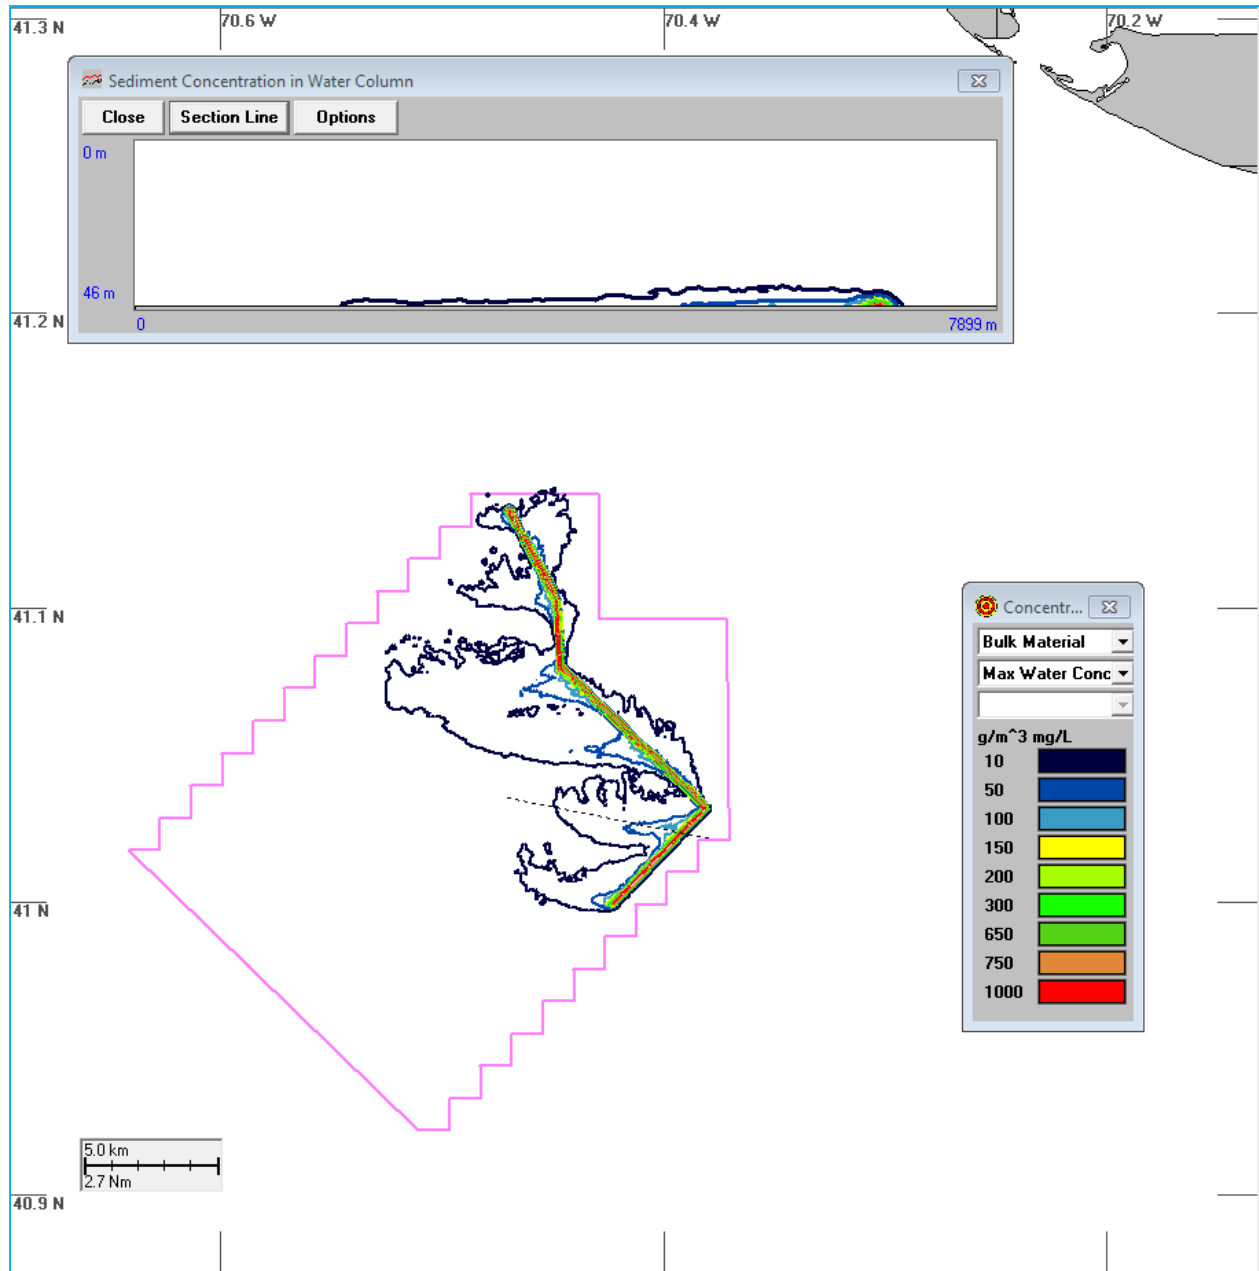 41.3 N
70.6 W
70.4 W
70.2 W
Sediment Concentration in Water Column
Close
Section Line
Options
0 m
46 m
0
7899 m
41.2 N
41.1 N
41 N
40.9 N
Concentr...
Bulk Material
Max Water Conc
g/m^3 mg/L
10
50
100
150
200
300
650
750
1000
5.0 km
2.7 Nm